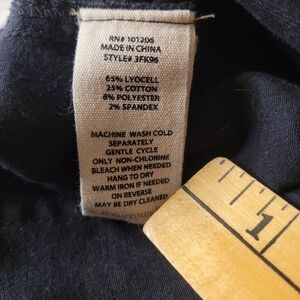 RN# 101206
MADE IN CHINA
STYLE# 3FK96
65% LYOCELL
25% COTTON
8% POLYESTER
2% SPANDEX
MACHINE WASH COLD
SEPARATELY
GENTLE CYCLE
ONLY NON-CHLORINE
BLEACH WHEN NEEDED
HANG TO DRY
WARM IRON IF NEEDED
ON REVERSE
MAY BE DRY CLEANED
1